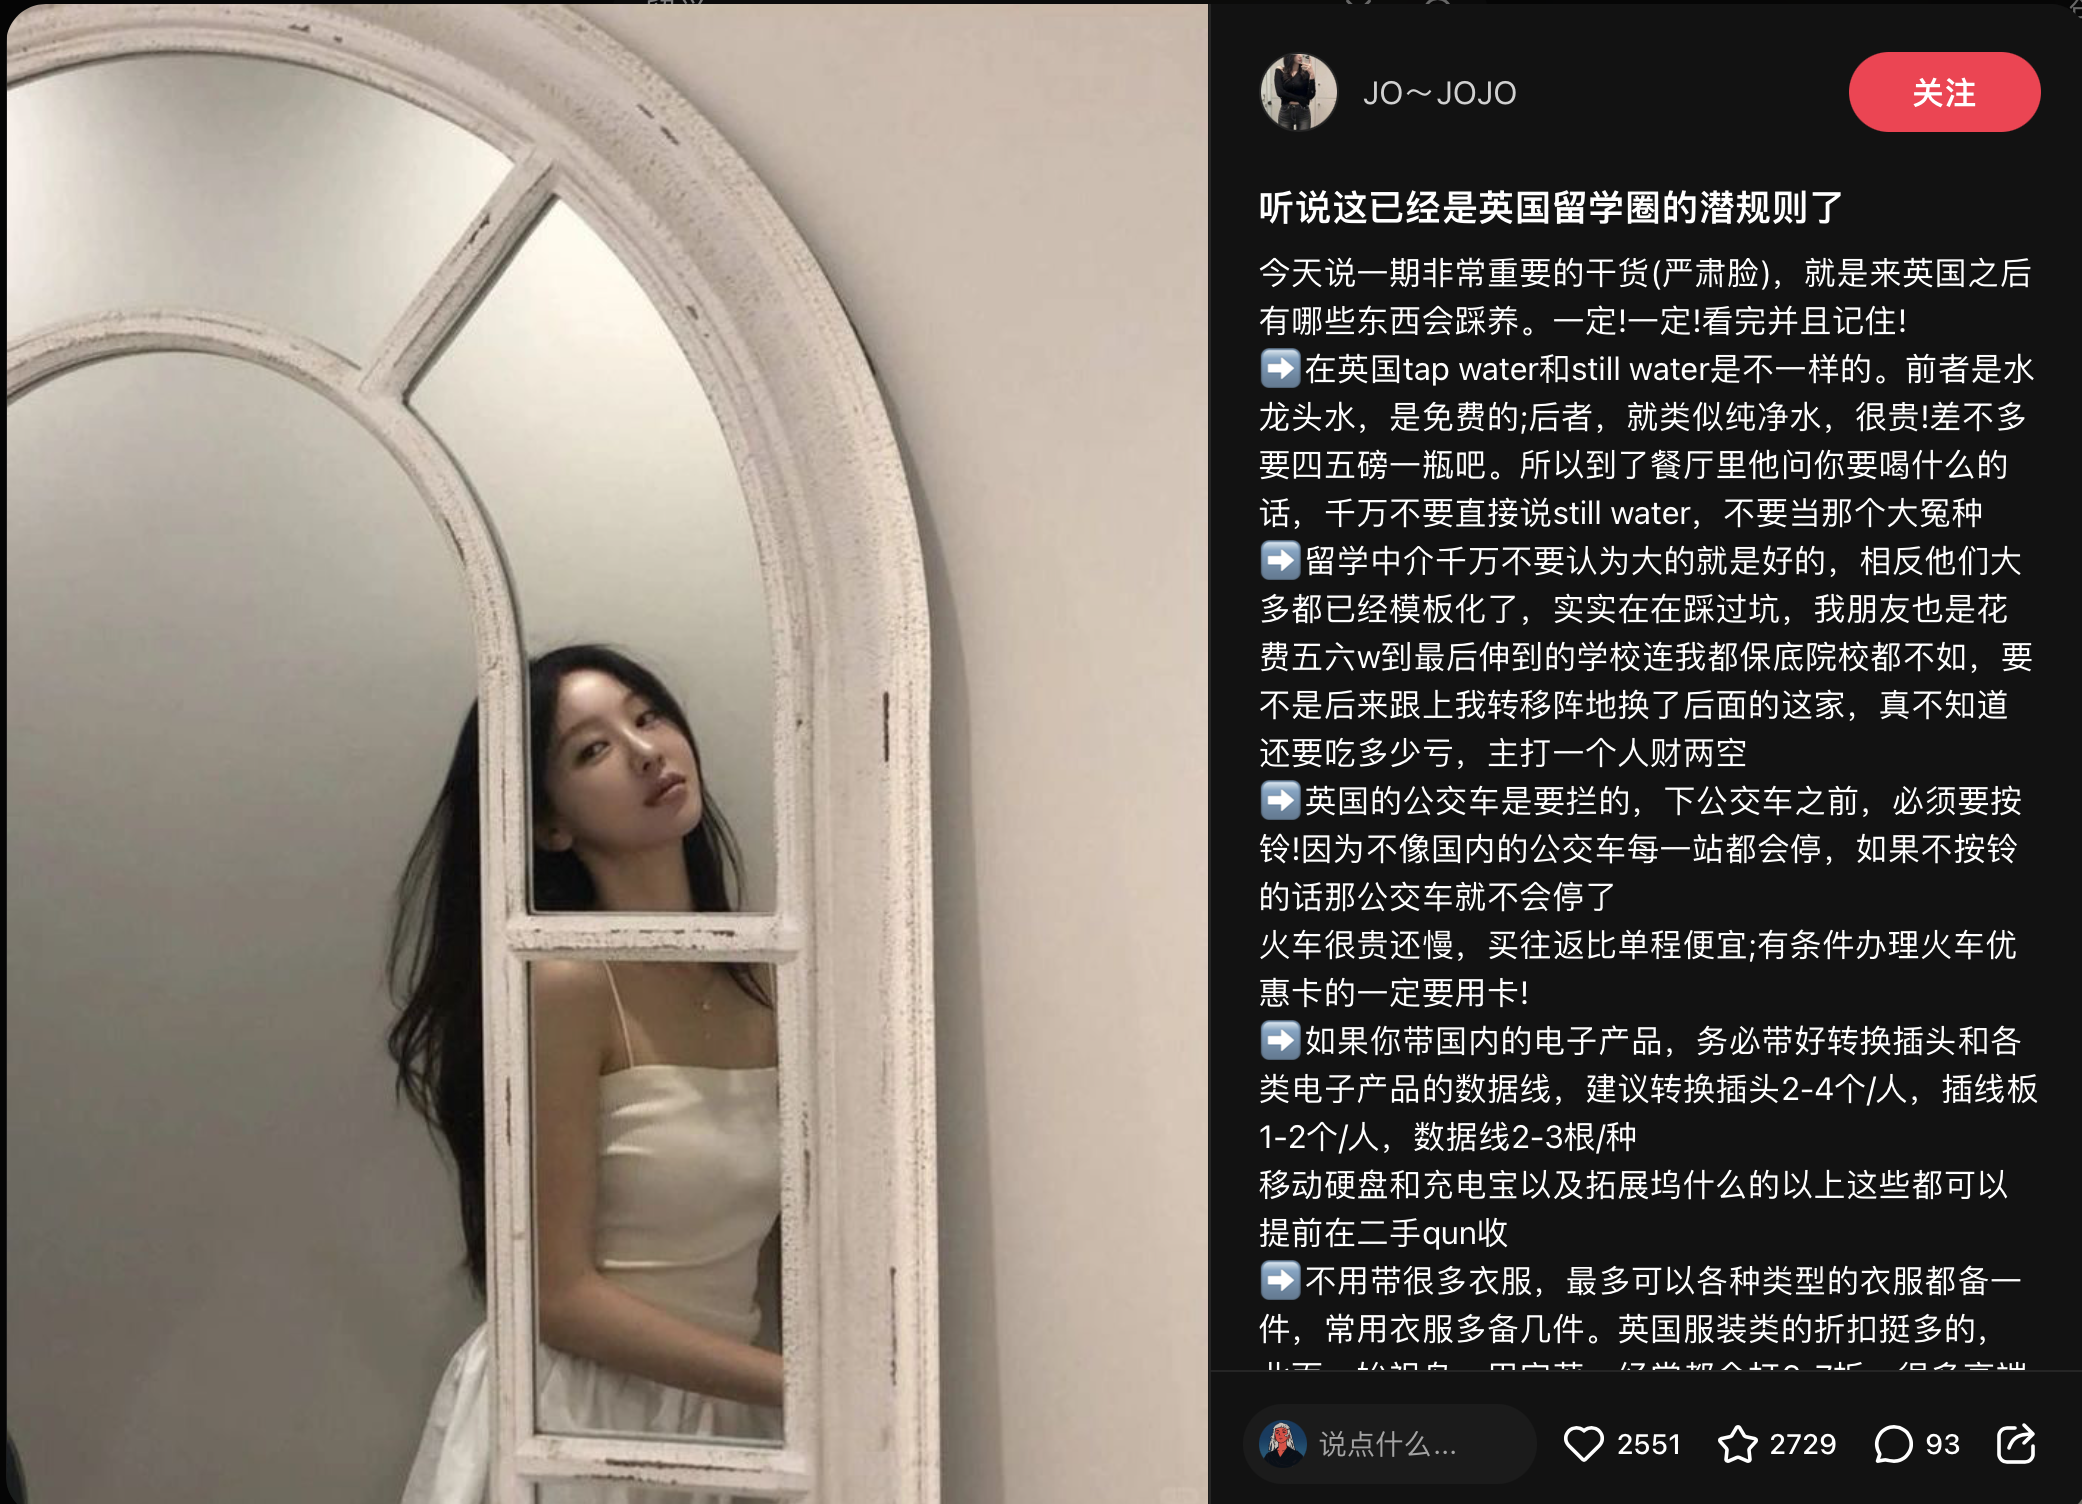 JO～JOJO
关注
听说这已经是英国留学圈的潜规则了
今天说一期非常重要的干货(严肃脸)，就是来英国之后
有哪些东西会踩养。一定!一定!看完并且记住!
➡️在英国tap water和still water是不一样的。前者是水
龙头水，是免费的;后者，就类似纯净水，很贵!差不多
要四五磅一瓶吧。所以到了餐厅里他问你要喝什么的
话，千万不要直接说still water，不要当那个大冤种
➡️留学中介千万不要认为大的就是好的，相反他们大
多都已经模板化了，实实在在踩过坑，我朋友也是花
费五六w到最后伸到的学校连我都保底院校都不如，要
不是后来跟上我转移阵地换了后面的这家，真不知道
还要吃多少亏，主打一个人财两空
➡️英国的公交车是要拦的，下公交车之前，必须要按
铃!因为不像国内的公交车每一站都会停，如果不按铃
的话那公交车就不会停了
火车很贵还慢，买往返比单程便宜;有条件办理火车优
惠卡的一定要用卡!
➡️如果你带国内的电子产品，务必带好转换插头和各
类电子产品的数据线，建议转换插头2-4个/人，插线板
1-2个/人，数据线2-3根/种
移动硬盘和充电宝以及拓展坞什么的以上这些都可以
提前在二手qun收
➡️不用带很多衣服，最多可以各种类型的衣服都备一
件，常用衣服多备几件。英国服装类的折扣挺多的，
说点什么...
2551
2729
93